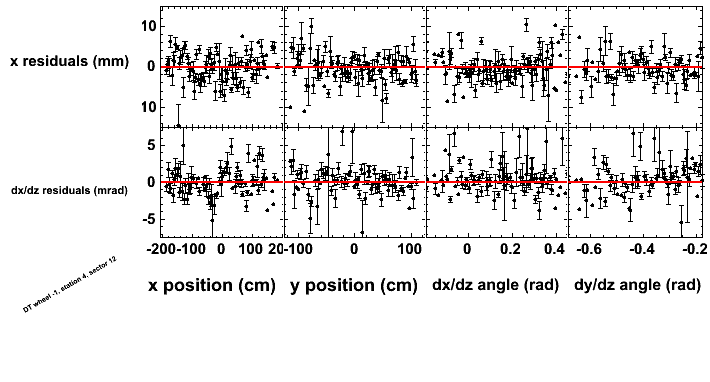 10
x residuals (mm)
0
10
5
dx/dz residuals (mrad)
0
-5
-200 -100 0 100 20 -100 0 100 0 0.2 0.4 -0.6 -0.4 -0.2
x position (cm) y position (cm) dx/dz angle (rad) dy/dz angle (rad)
DT wheel -1, station 4, sector 12